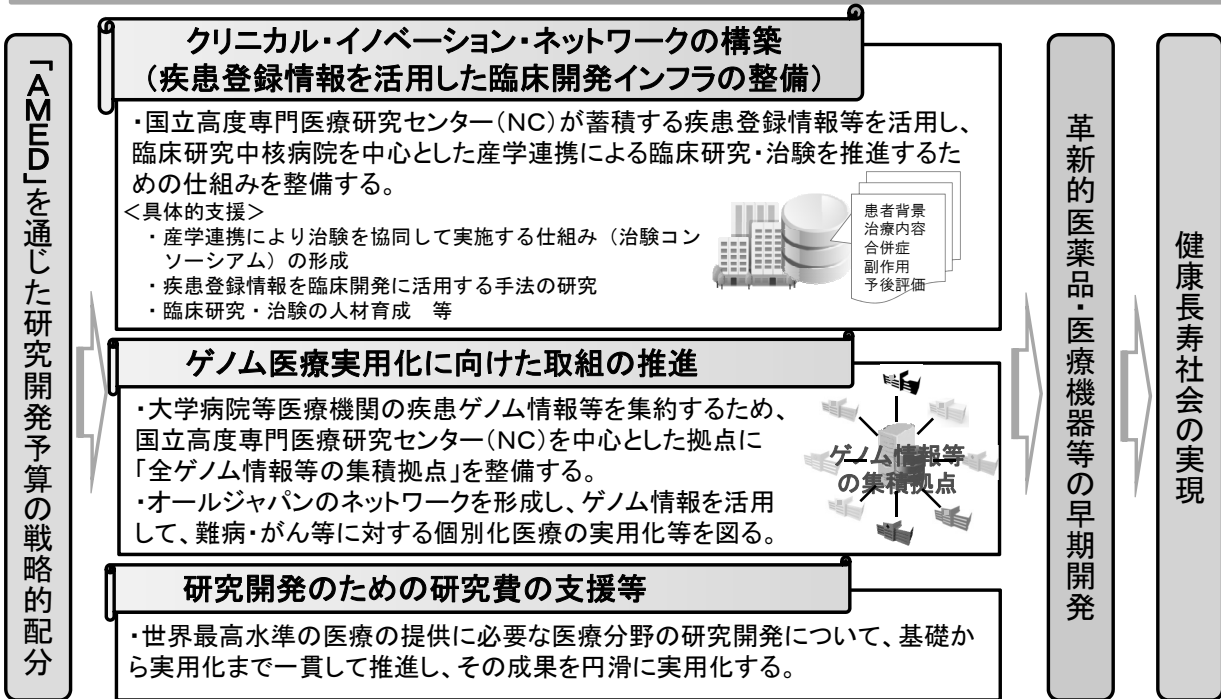 「AMED」を通じた研究開発予算の戦略的配分
クリニカル・イノベーション・ネットワークの構築
（疾患登録情報を活用した臨床開発インフラの整備）
・国立高度専門医療研究センター（NC）が蓄積する疾患登録情報等を活用し、
臨床研究中核病院を中心とした産学連携による臨床研究・治験を推進するた
めの仕組みを整備する。
＜具体的支援＞
・産学連携により治験を協同して実施する仕組み（治験コン
ソーシアム）の形成
・疾患登録情報を臨床開発に活用する手法の研究
・臨床研究・治験の人材育成　等
患者背景
治療内容
合併症
副作用
予後評価
ゲノム医療実用化に向けた取組の推進
・大学病院等医療機関の疾患ゲノム情報等を集約するため、
国立高度専門医療研究センター（NC）を中心とした拠点に
「全ゲノム情報等の集積拠点」を整備する。
・オールジャパンのネットワークを形成し、ゲノム情報を活用
して、難病・がん等に対する個別化医療の実用化等を図る。
ゲノム情報等
の集積拠点
研究開発のための研究費の支援等
・世界最高水準の医療の提供に必要な医療分野の研究開発について、基礎か
ら実用化まで一貫して推進し、その成果を円滑に実用化する。
革新的医薬品・医療機器等の早期開発
健康長寿社会の実現